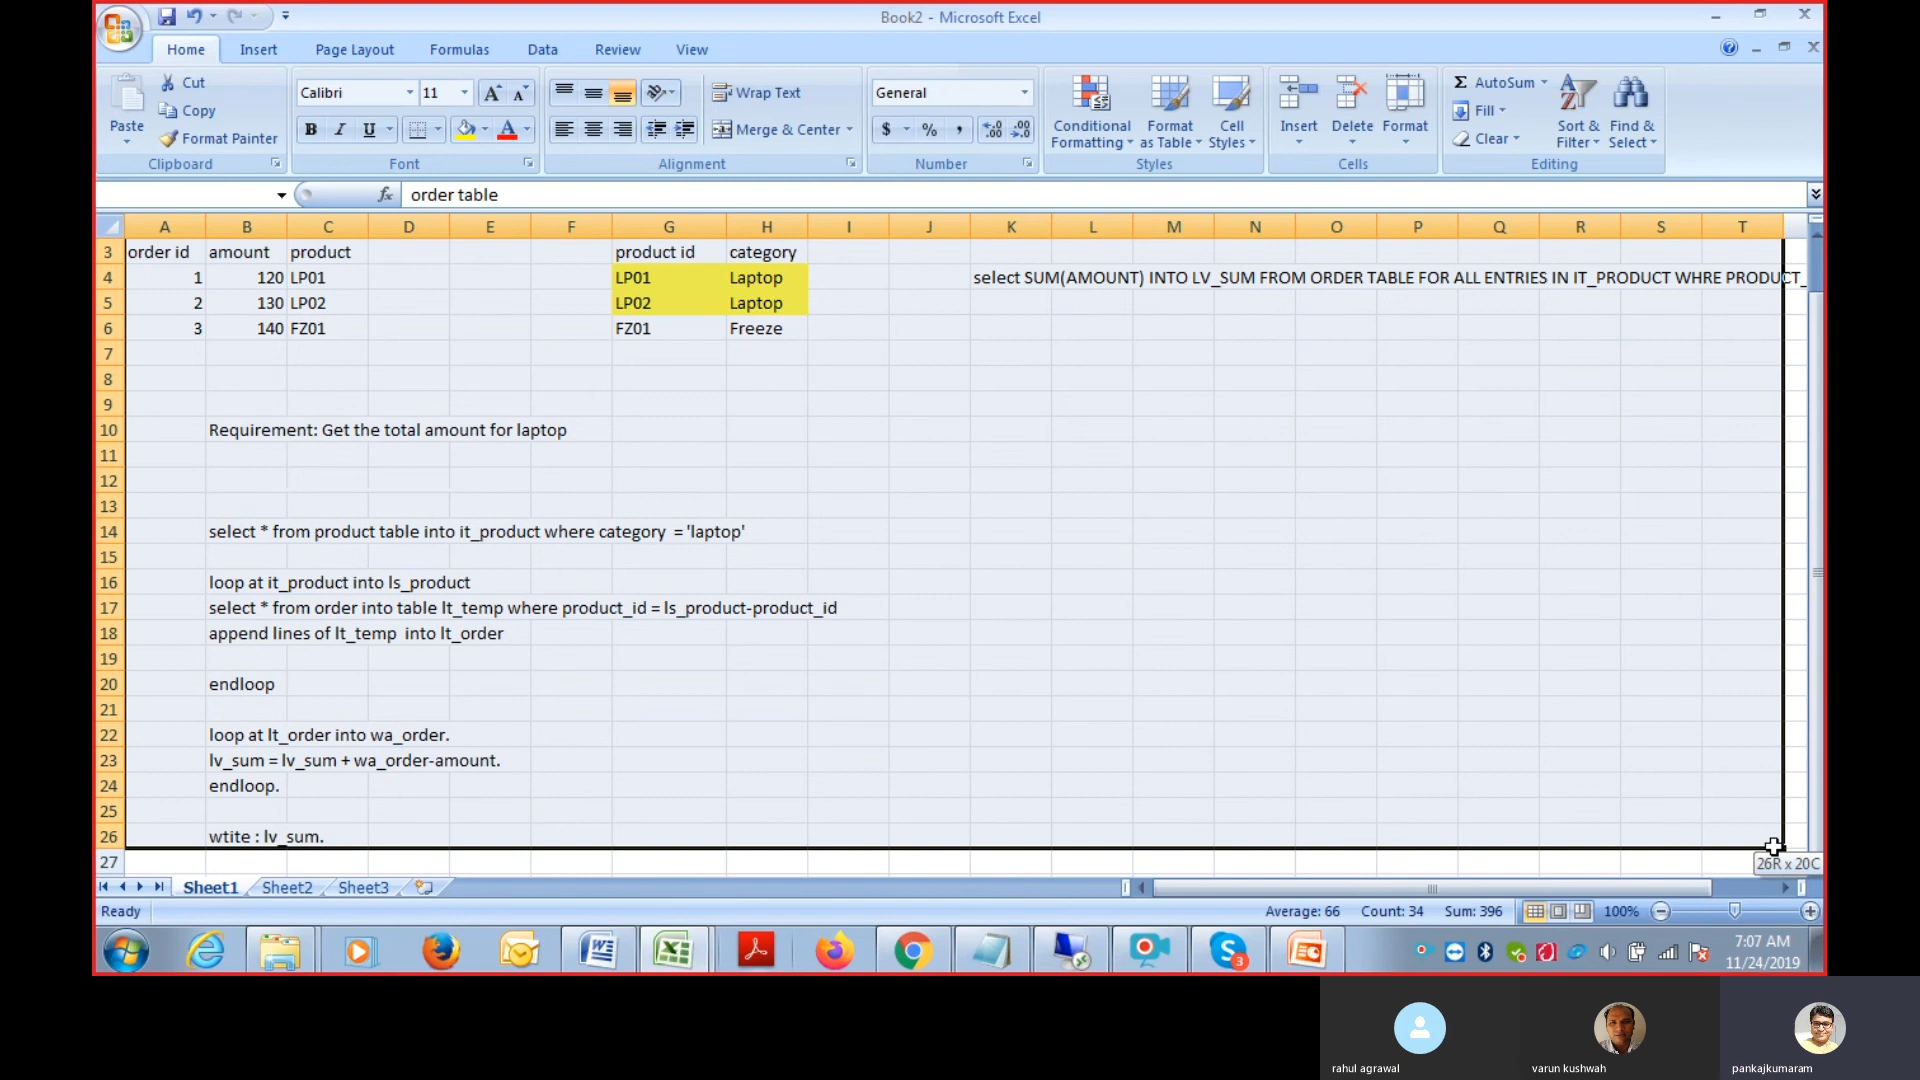 Book2 - Microsoft Excel
Home Insert Page Layout Formulas Data Review View
Paste Cut Copy Format Painter
Calibri 11 A A B I U
Wrap Text Merge & Center
General $ % ,
Conditional Formatting Format as Table Cell Styles
Insert Delete Format
Σ AutoSum Fill Clear Sort & Filter Find & Select
Clipboard Font Alignment Number Styles Cells Editing
fx order table
A B C D E F G H I J K L M N O P Q R S T
3 order id amount product product id category
4 1 120 LP01 LP01 Laptop select SUM(AMOUNT) INTO LV_SUM FROM ORDER TABLE FOR ALL ENTRIES IN IT_PRODUCT WHRE PRODUCT_
5 2 130 LP02 LP02 Laptop
6 3 140 FZ01 FZ01 Freeze
7
8
9
10 Requirement: Get the total amount for laptop
11
12
13
14 select * from product table into it_product where category = 'laptop'
15
16 loop at it_product into ls_product
17 select * from order into table lt_temp where product_id = ls_product-product_id
18 append lines of lt_temp into lt_order
19
20 endloop
21
22 loop at lt_order into wa_order.
23 lv_sum = lv_sum + wa_order-amount.
24 endloop.
25
26 wtite : lv_sum.
27
26R x 20C
Sheet1 Sheet2 Sheet3
Ready Average: 66 Count: 34 Sum: 396 100%
3
7:07 AM
11/24/2019
rahul agrawal varun kushwah pankajkumaram